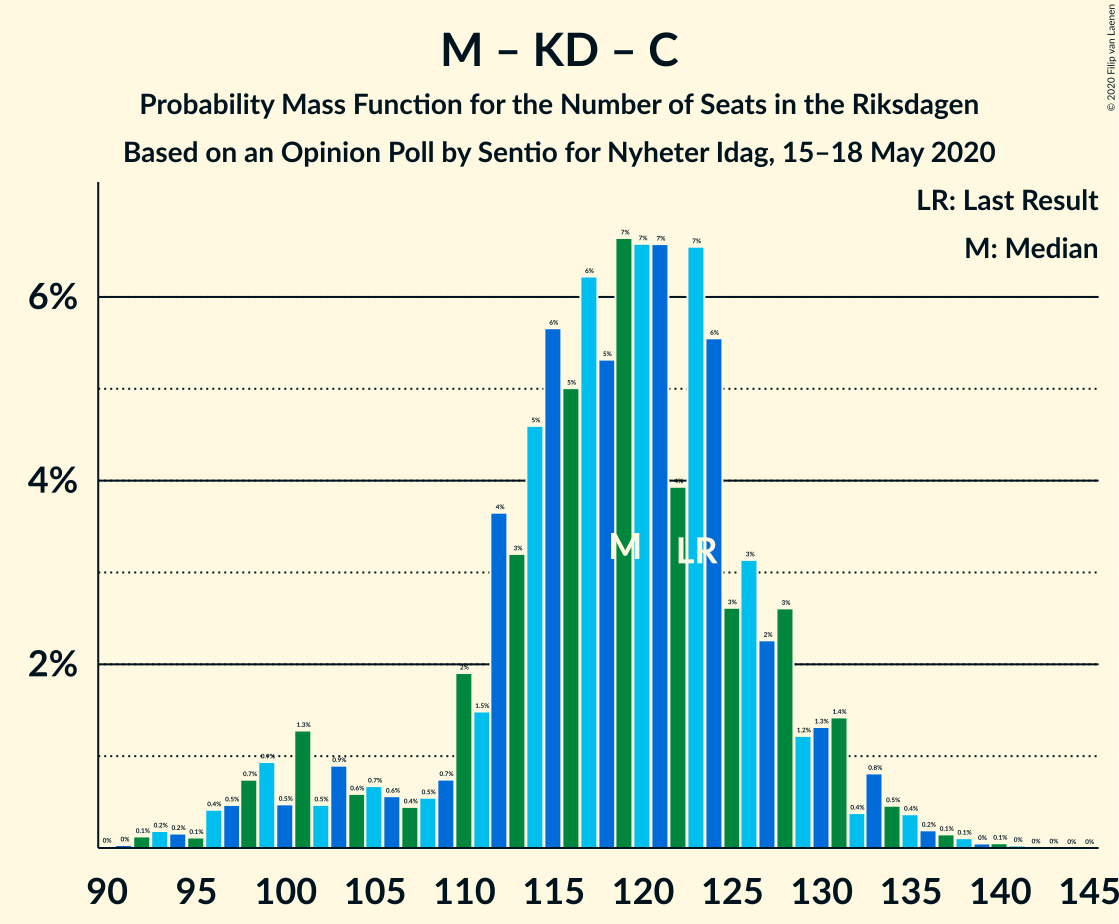 M – KD – C
Probability Mass Function for the Number of Seats in the Riksdagen
Based on an Opinion Poll by Sentio for Nyheter Idag, 15–18 May 2020
© 2020 Filip van Laenen
LR: Last Result
M: Median
6%
4%
2%
0% 0% 0.1% 0.2% 0.2% 0.1% 0.4% 0.5% 0.7% 0.9% 0.5% 1.3% 0.5% 0.9% 0.6% 0.7% 0.6% 0.4% 0.5% 0.7% 2% 1.5% 4% 3% 5% 6% 5% 6% 5% 7% 7% 7% 4% 7% 6% 3% 3% 2% 3% 1.2% 1.3% 1.4% 0.4% 0.8% 0.5% 0.4% 0.2% 0.1% 0.1% 0% 0.1% 0% 0% 0% 0% 0%
M LR
90 95 100 105 110 115 120 125 130 135 140 145